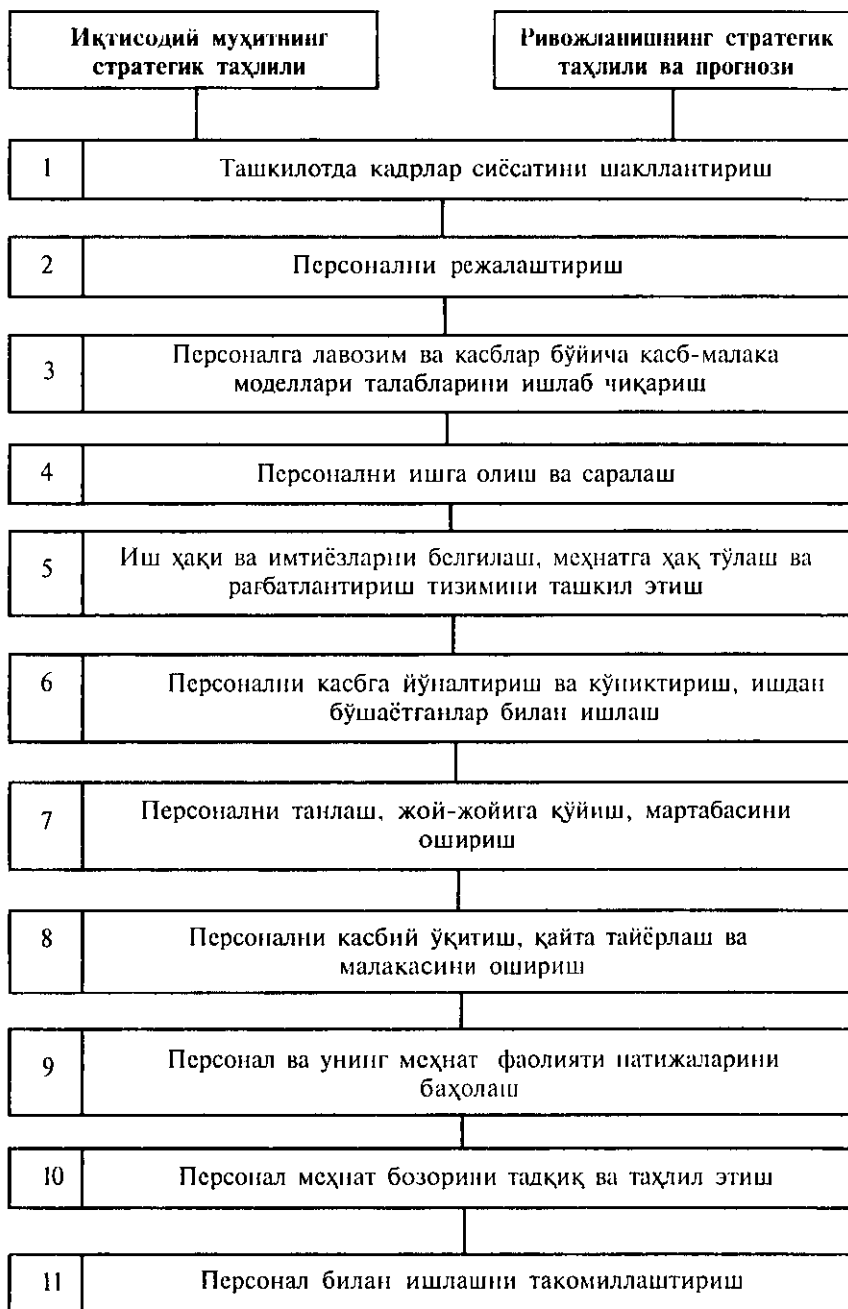 Иқтисодий муҳитнинг
стратегик таҳлили
Ривожланишнинг стратегик
таҳлили ва прогнози
1
Ташкилотда кадрлар сиёсатини шакллантириш
2
Персонални режалаштириш
3
Персоналга лавозим ва касблар бўйича касб-малака
моделлари талабларини ишлаб чиқариш
4
Персонални ишга олиш ва саралаш
5
Иш ҳақи ва имтиёзларни белгилаш, меҳнатга ҳақ тўлаш ва
рағбатлантириш тизимини ташкил этиш
6
Персонални касбга йўналтириш ва кўниктириш, ишдан
бўшаётганлар билан ишлаш
7
Персонални танлаш, жой-жойига қўйиш, мартабасини
ошириш
8
Персонални касбий ўқитиш, қайта тайёрлаш ва
малакасини ошириш
9
Персонал ва унинг меҳнат фаолияти натижаларини
баҳолаш
10
Персонал меҳнат бозорини тадқиқ ва таҳлил этиш
11
Персонал билан ишлашни такомиллаштириш